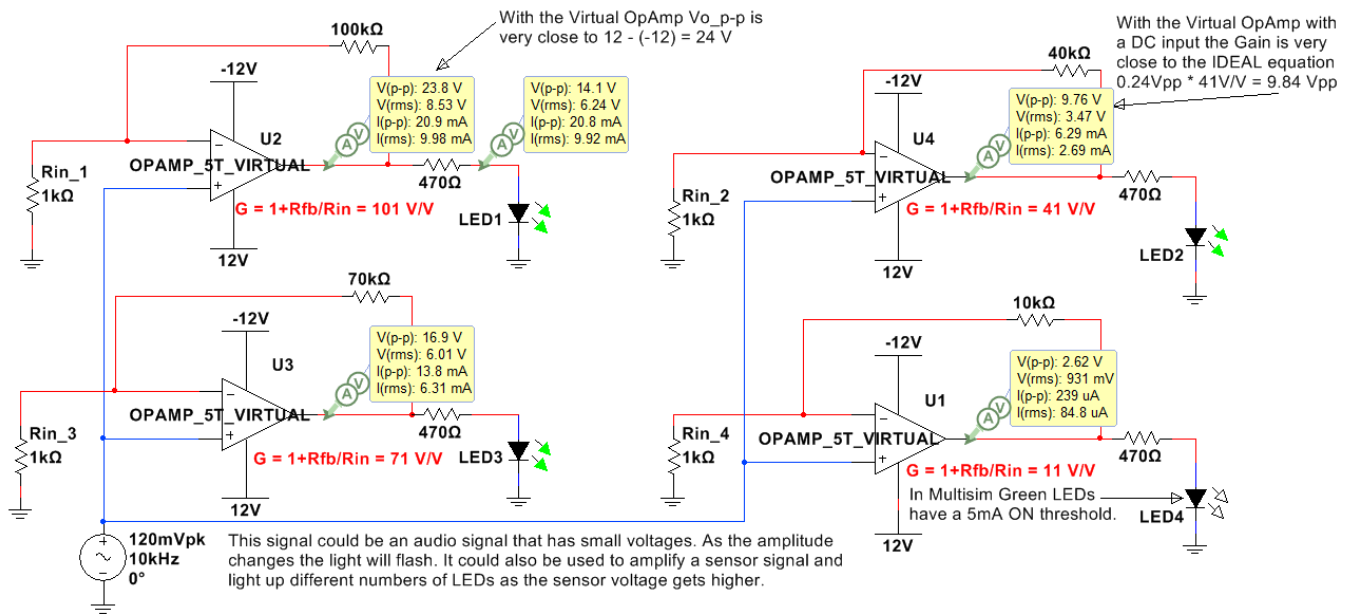 With the Virtual OpAmp Vo_p-p is
very close to 12 - (-12) = 24 V
100kΩ
-12V
V(p-p): 23.8 V
V(rms): 8.53 V
I(p-p): 20.9 mA
I(rms): 9.98 mA
V(p-p): 14.1 V
V(rms): 6.24 V
I(p-p): 20.8 mA
I(rms): 9.92 mA
A
V
A
V
U2
OPAMP_5T_VIRTUAL
Rin_1
1kΩ
470Ω
G = 1+Rfb/Rin = 101 V/V
LED1
12V
With the Virtual OpAmp with
a DC input the Gain is very
close to the IDEAL equation
0.24Vpp * 41V/V = 9.84 Vpp
40kΩ
-12V
V(p-p): 9.76 V
V(rms): 3.47 V
I(p-p): 6.29 mA
I(rms): 2.69 mA
A
V
U4
OPAMP_5T_VIRTUAL
Rin_2
1kΩ
470Ω
G = 1+Rfb/Rin = 41 V/V
LED2
12V
70kΩ
-12V
V(p-p): 16.9 V
V(rms): 6.01 V
I(p-p): 13.8 mA
I(rms): 6.31 mA
A
V
U3
OPAMP_5T_VIRTUAL
Rin_3
1kΩ
470Ω
G = 1+Rfb/Rin = 71 V/V
LED3
12V
10kΩ
-12V
V(p-p): 2.62 V
V(rms): 931 mV
I(p-p): 239 uA
I(rms): 84.8 uA
A
V
U1
OPAMP_5T_VIRTUAL
Rin_4
1kΩ
470Ω
G = 1+Rfb/Rin = 11 V/V
In Multisim Green LEDs
have a 5mA ON threshold.
LED4
12V
120mVpk
10kHz
0°
This signal could be an audio signal that has small voltages. As the amplitude
changes the light will flash. It could also be used to amplify a sensor signal and
light up different numbers of LEDs as the sensor voltage gets higher.